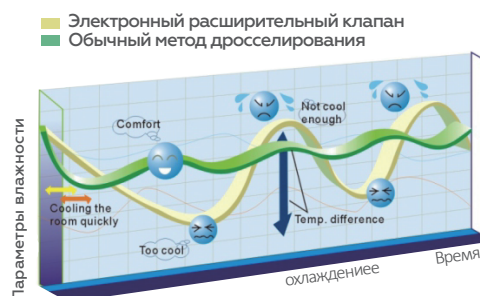 Электронный расширительный клапан
Обычный метод дросселирования
Параметры влажности
Comfort
Not cool
enough
Cooling the
room quickly
Too cool
Temp. difference
охлаждениее
Время